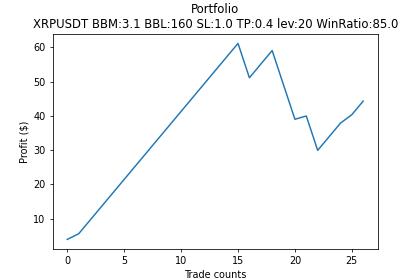 Portfolio
XRPUSDT BBM:3.1 BBL:160 SL:1.0 TP:0.4 lev:20 WinRatio:85.0
60
50
40
30
20
10
Profit ($)
0 5 10 15 20 25
Trade counts